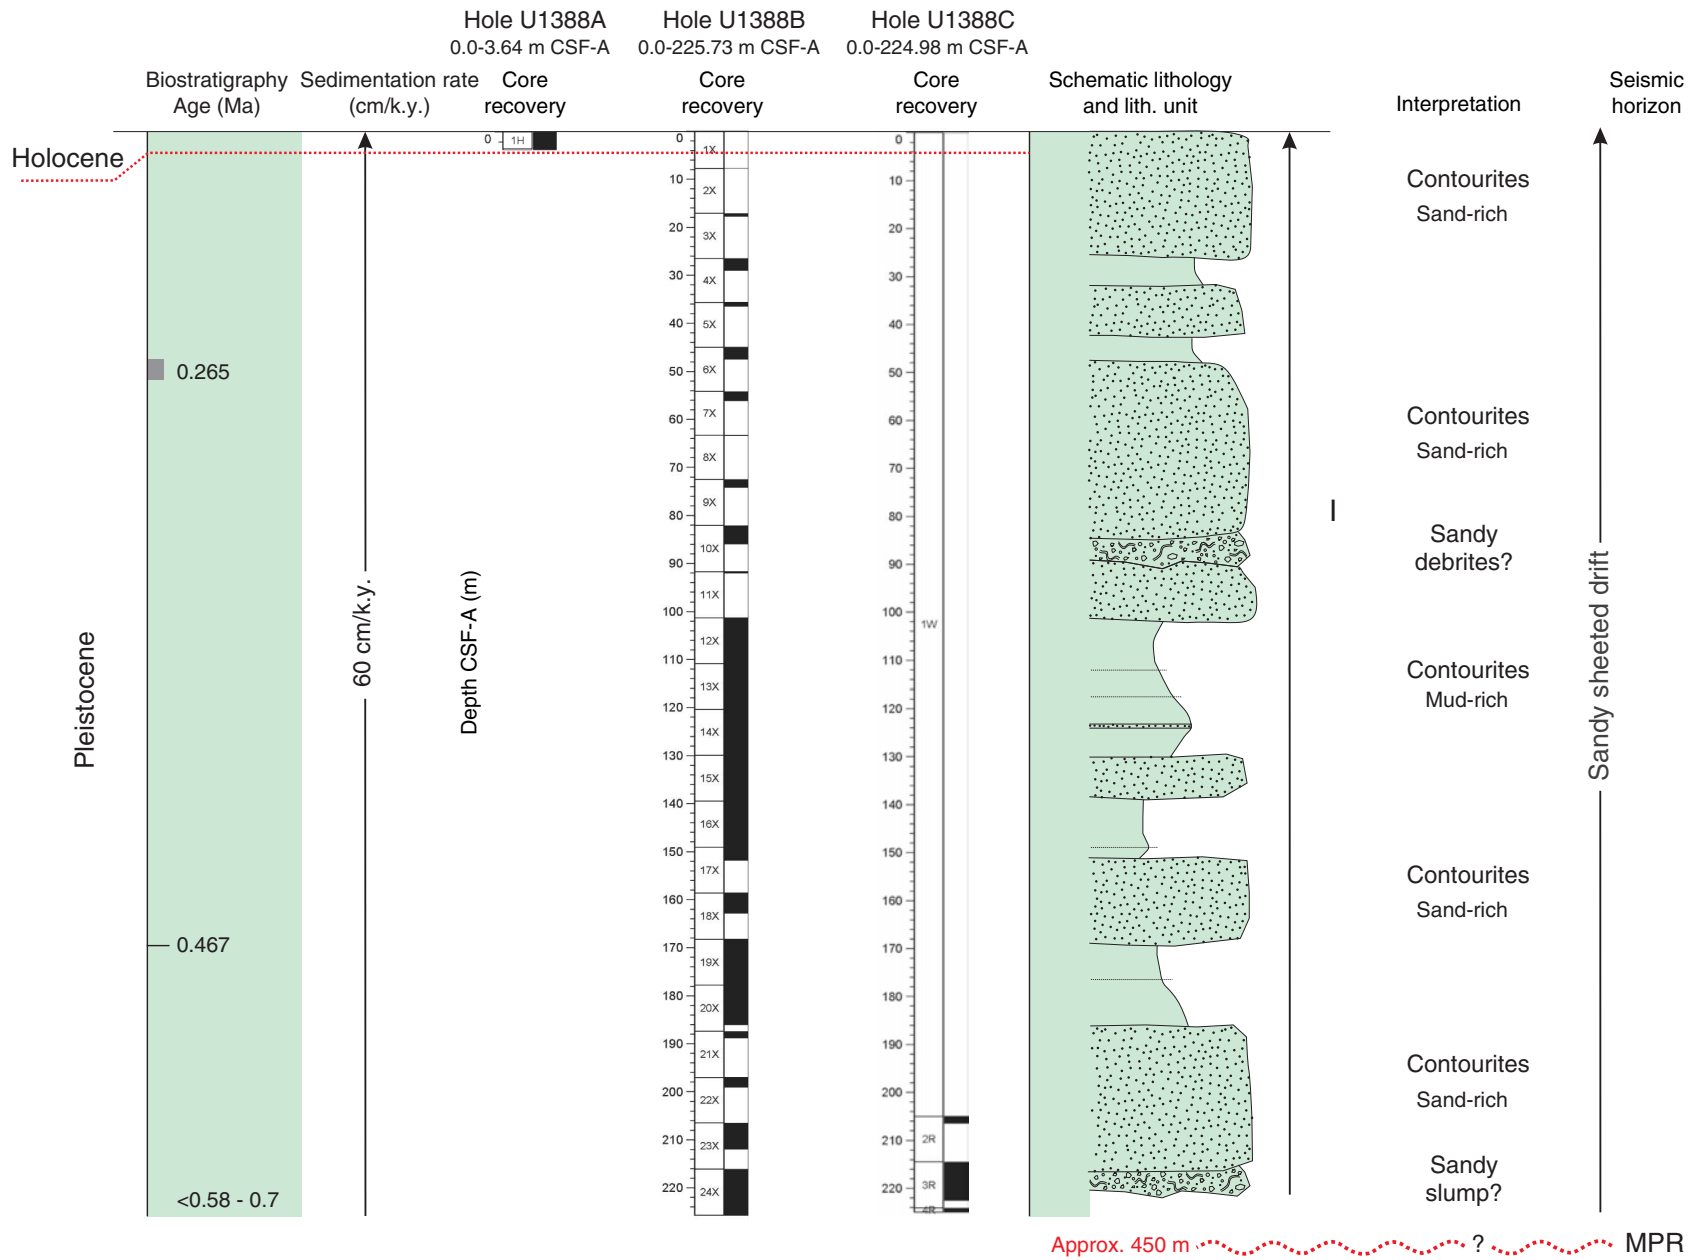 Hole U1388A
0.0-3.64 m CSF-A
Hole U1388B
0.0-225.73 m CSF-A
Hole U1388C
0.0-224.98 m CSF-A
Biostratigraphy
Age (Ma)
Sedimentation rate
(cm/k.y.)
Core
recovery
Core
recovery
Core
recovery
Schematic lithology
and lith. unit
Interpretation
Seismic
horizon
Holocene
Pleistocene
0.265
0.467
<0.58 - 0.7
60 cm/k.y.
Depth CSF-A (m)
0
1H
0
10
20
30
40
50
60
70
80
90
100
110
120
130
140
150
160
170
180
190
200
210
220
1X
2X
3X
4X
5X
6X
7X
8X
9X
10X
11X
12X
13X
14X
15X
16X
17X
18X
19X
20X
21X
22X
23X
24X
0
10
20
30
40
50
60
70
80
90
100
110
120
130
140
150
160
170
180
190
200
210
220
1W
2R
3R
4R
I
Contourites
Sand-rich
Contourites
Sand-rich
Sandy
debrites?
Contourites
Mud-rich
Contourites
Sand-rich
Contourites
Sand-rich
Sandy
slump?
Sandy sheeted drift
Approx. 450 m
?
MPR